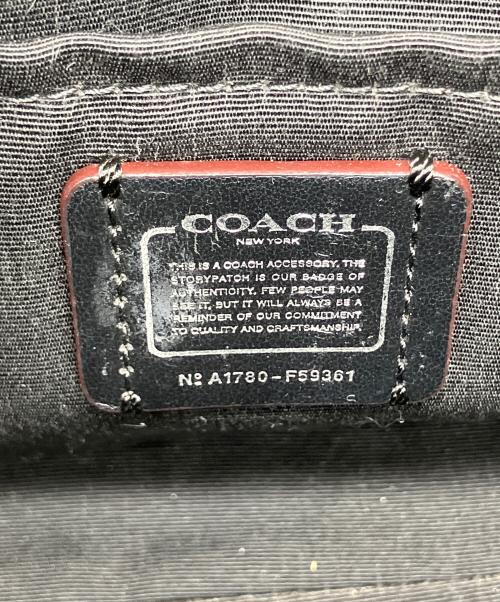 COACH
NEW YORK
THIS IS A COACH ACCESSORY. THE
STORYPATCH IS OUR BADGE OF
AUTHENTICITY. FEW PEOPLE MAY
SEE IT, BUT IT WILL ALWAYS BE A
REMINDER OF OUR COMMITMENT
TO QUALITY AND CRAFTSMANSHIP.
Nº A1780-F59361